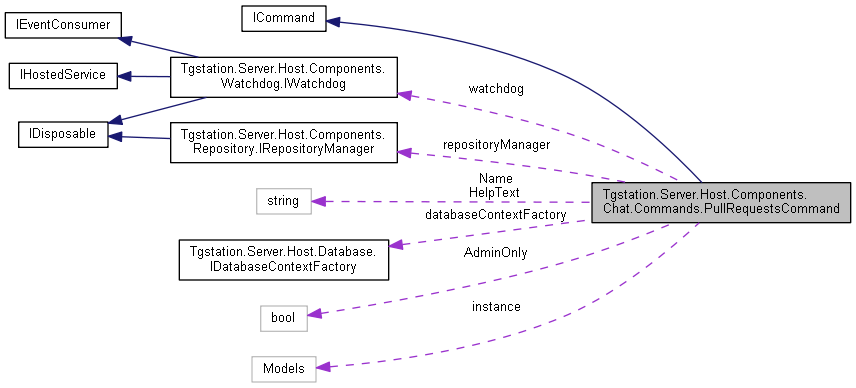 ICommand
IEventConsumer
IHostedService
Tgstation.Server.Host.Components.
Watchdog.IWatchdog
watchdog
IDisposable
Tgstation.Server.Host.Components.
Repository.IRepositoryManager
repositoryManager
Name
HelpText
string
Tgstation.Server.Host.Components.
Chat.Commands.PullRequestsCommand
databaseContextFactory
Tgstation.Server.Host.Database.
IDatabaseContextFactory
AdminOnly
bool
instance
Models